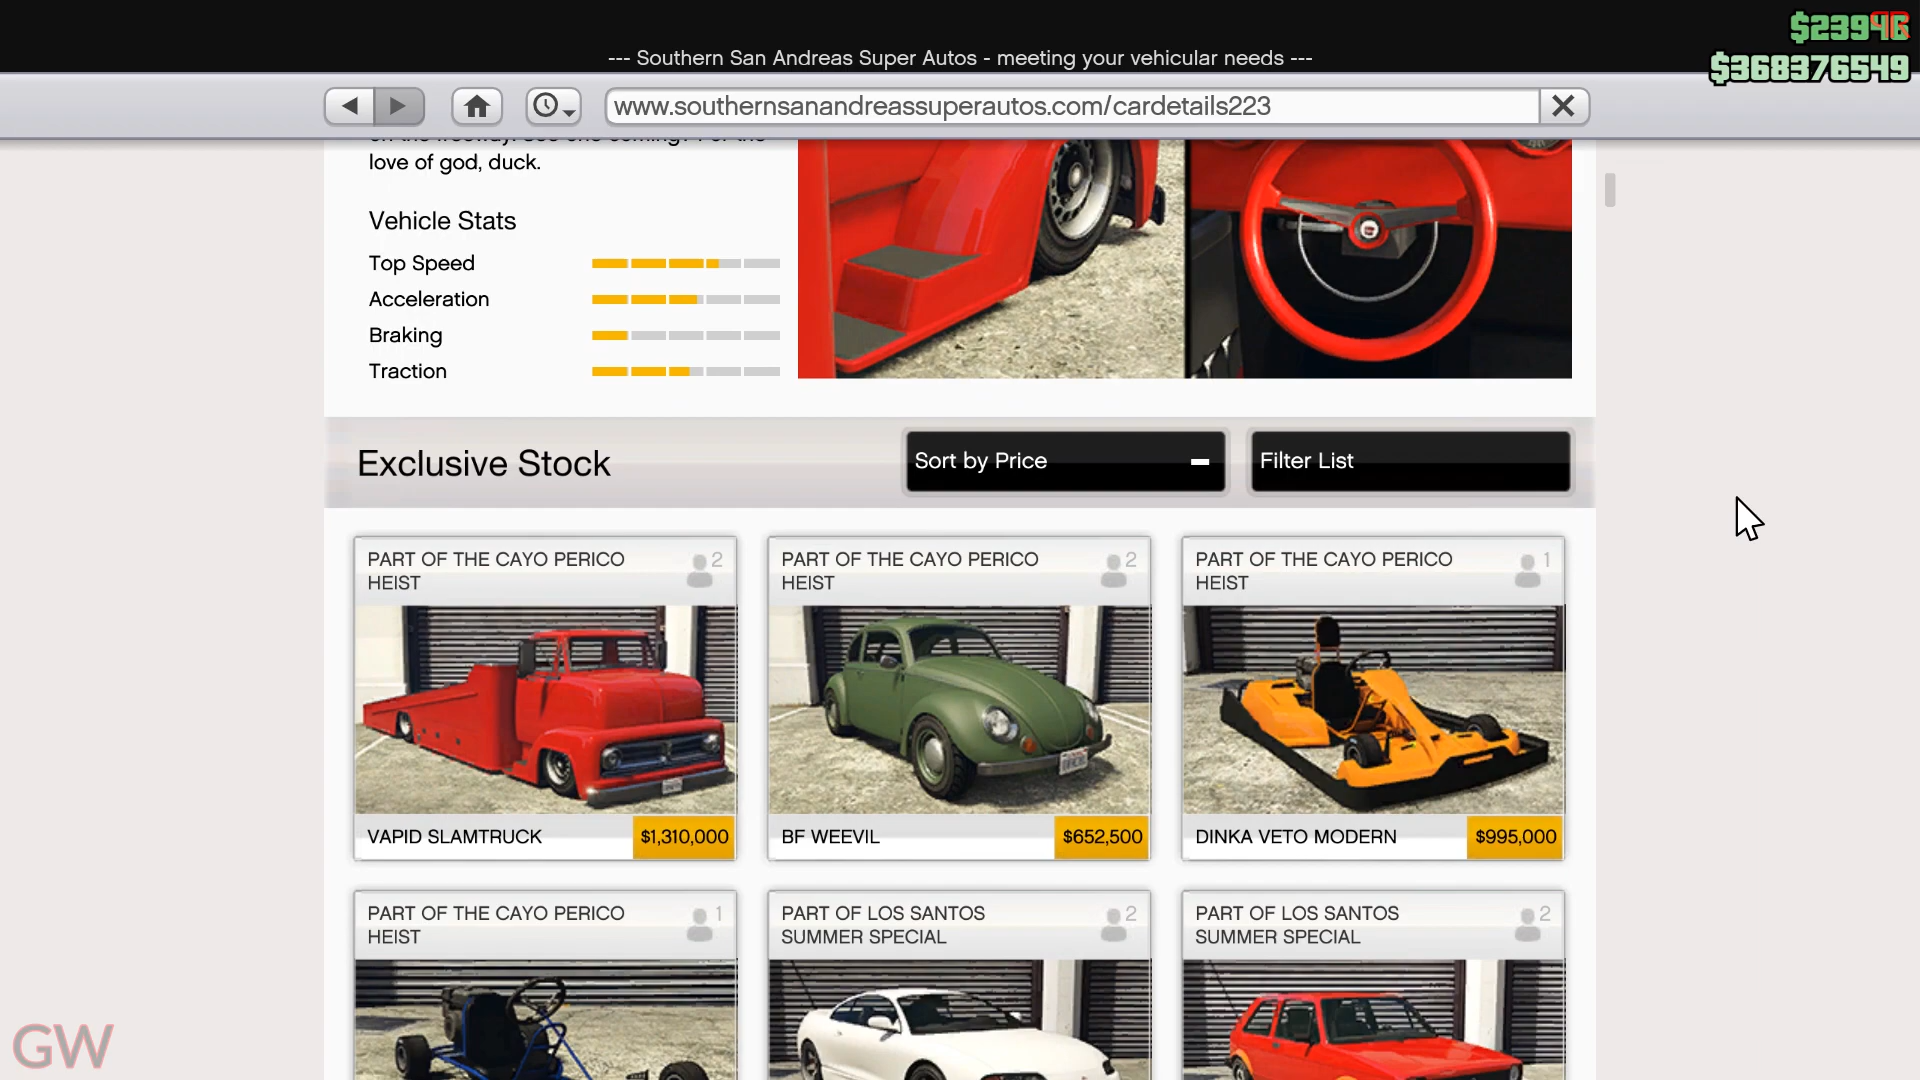 $23946
--- Southern San Andreas Super Autos - meeting your vehicular needs ---
$368376549
www.southernsanandreassuperautos.com/cardetails223
love of god, duck.
Vehicle Stats
Top Speed
Acceleration
Braking
Traction
Exclusive Stock
Sort by Price
Filter List
PART OF THE CAYO PERICO
HEIST
2
PART OF THE CAYO PERICO
HEIST
2
PART OF THE CAYO PERICO
HEIST
1
VAPID SLAMTRUCK
$1,310,000
BF WEEVIL
$652,500
DINKA VETO MODERN
$995,000
PART OF THE CAYO PERICO
HEIST
1
PART OF LOS SANTOS
SUMMER SPECIAL
2
PART OF LOS SANTOS
SUMMER SPECIAL
2
GW